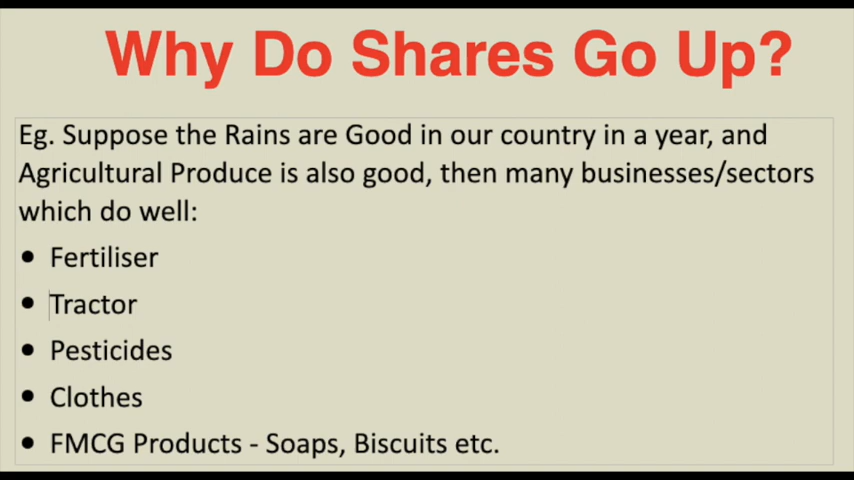 Why Do Shares Go Up?
Eg. Suppose the Rains are Good in our country in a year, and
Agricultural Produce is also good, then many businesses/sectors
which do well:
• Fertiliser
• Tractor
• Pesticides
• Clothes
• FMCG Products - Soaps, Biscuits etc.